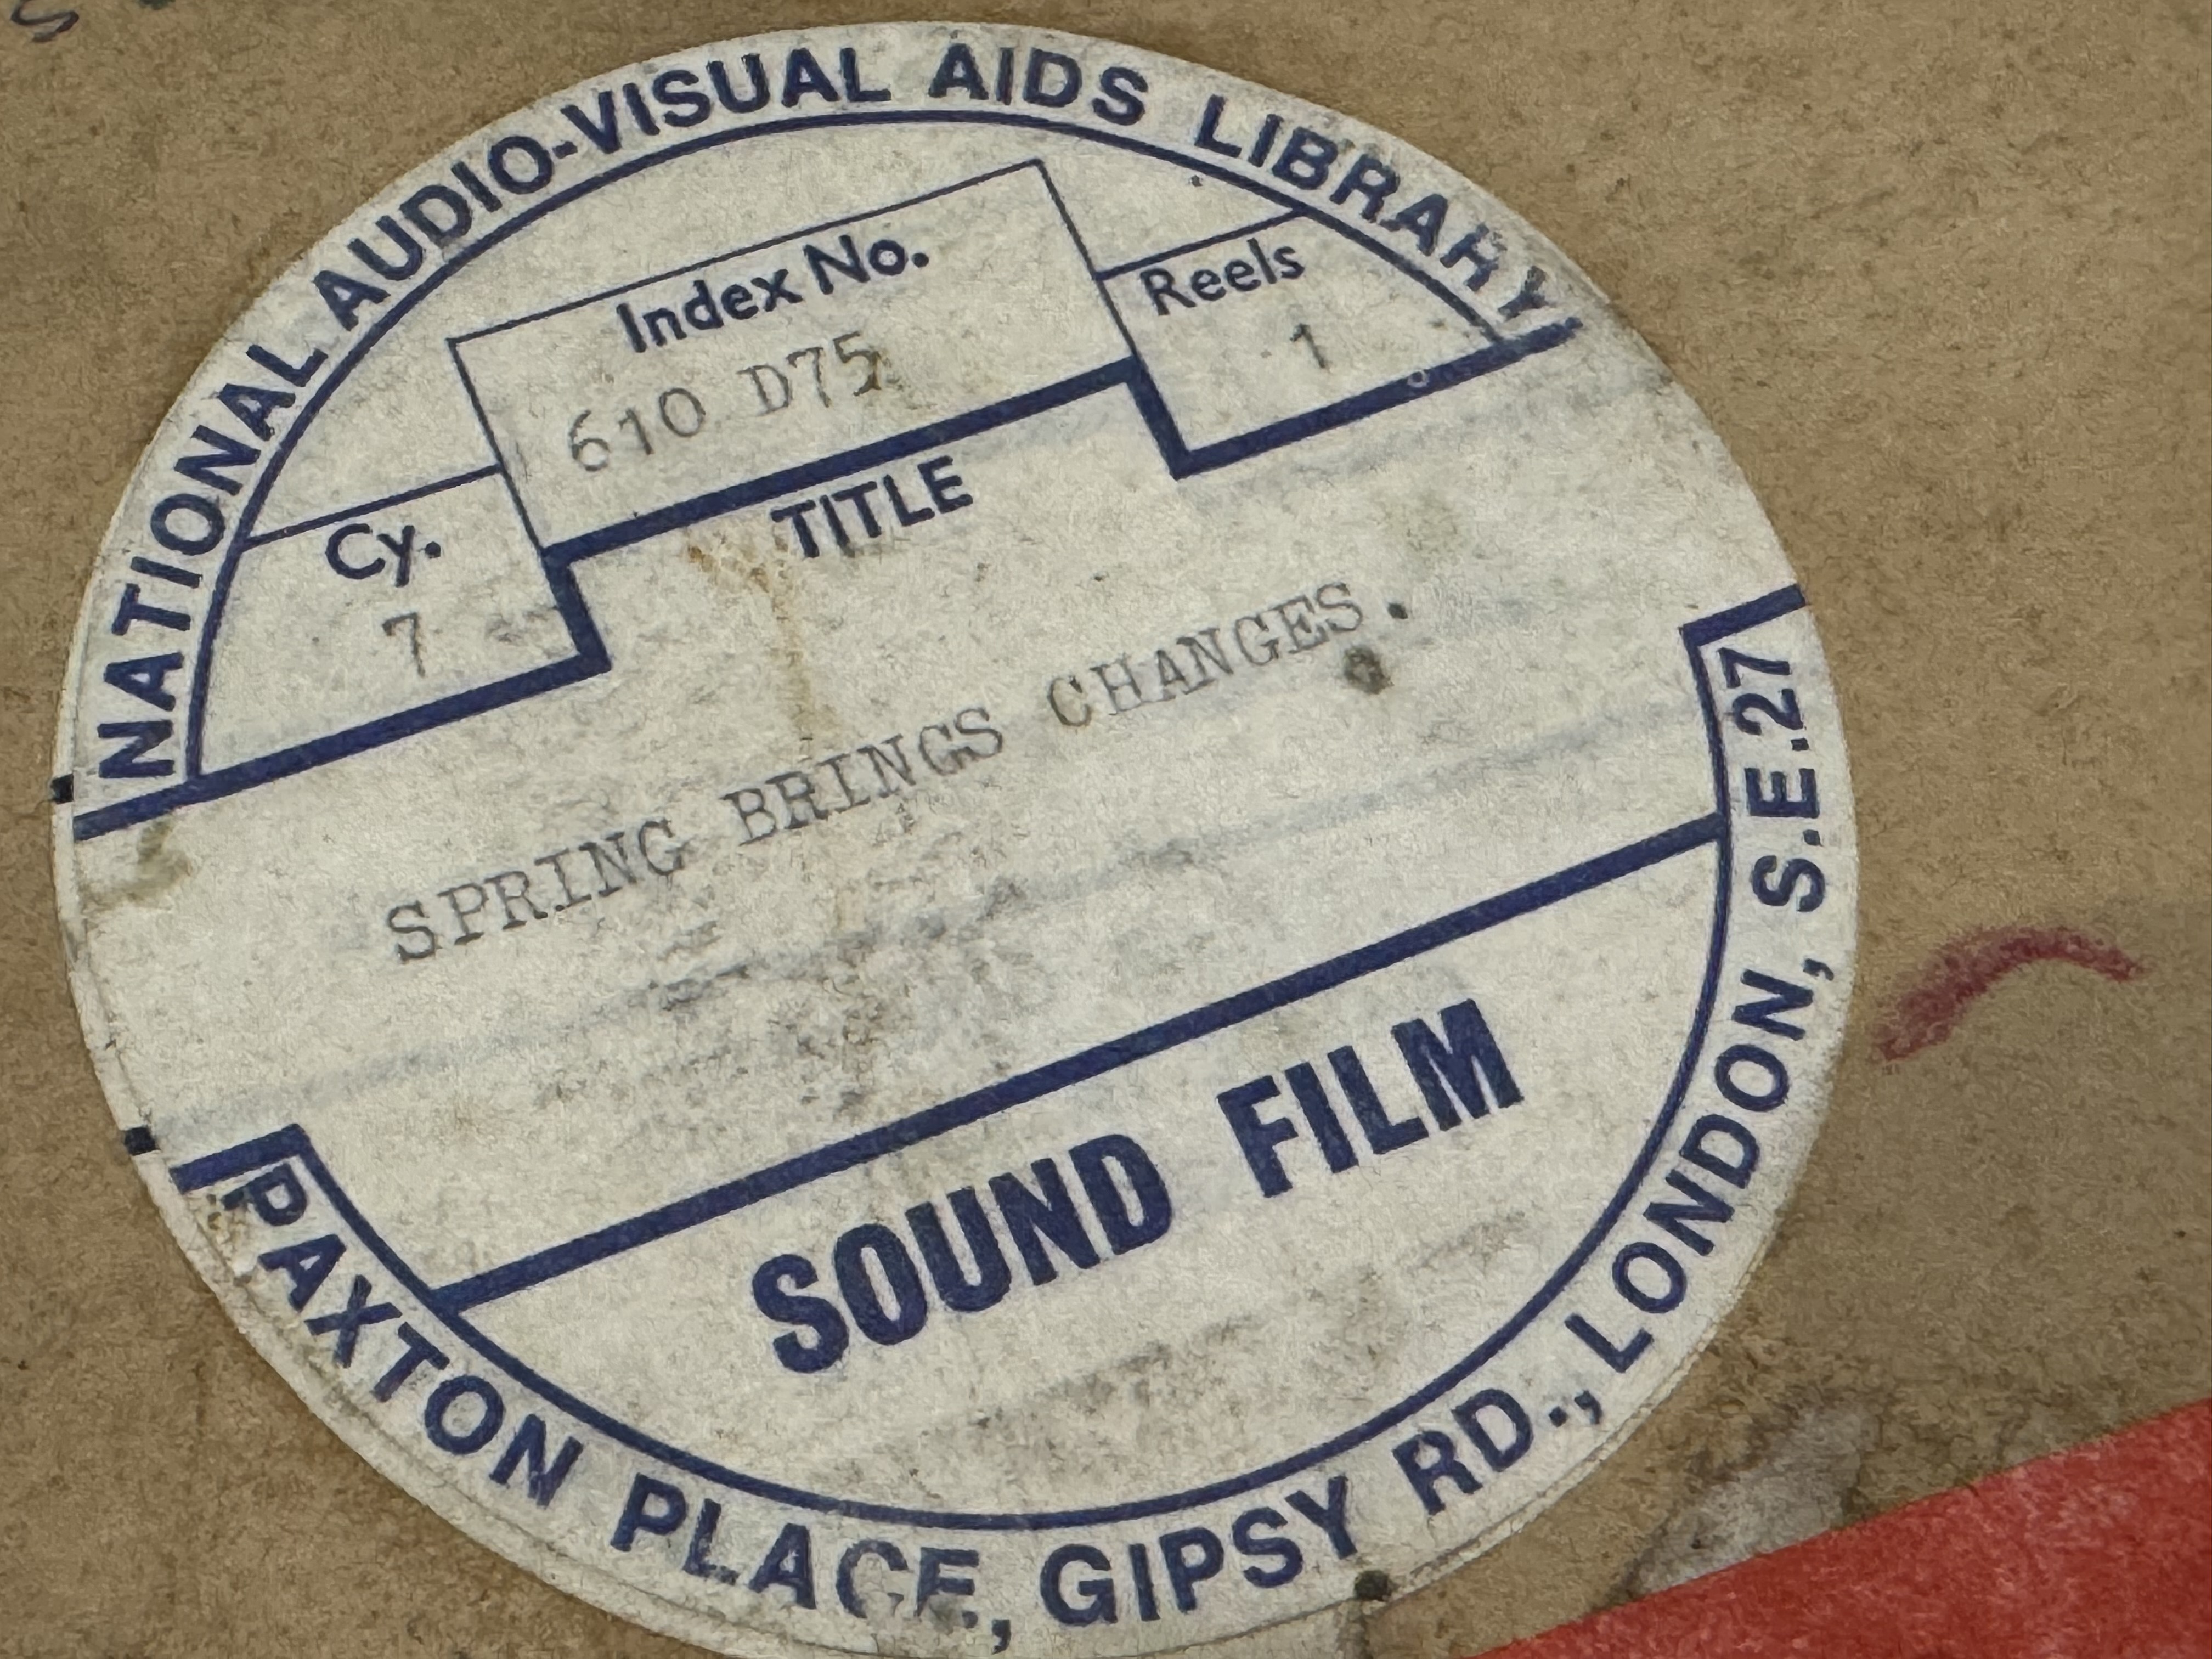 NATIONAL AUDIO-VISUAL AIDS LIBRARY
Index No.
610 D75
Reels
1
Cy.
7
TITLE
SPRING BRINGS CHANGES.
SOUND FILM
PAXTON PLACE, GIPSY RD., LONDON, S.E.27